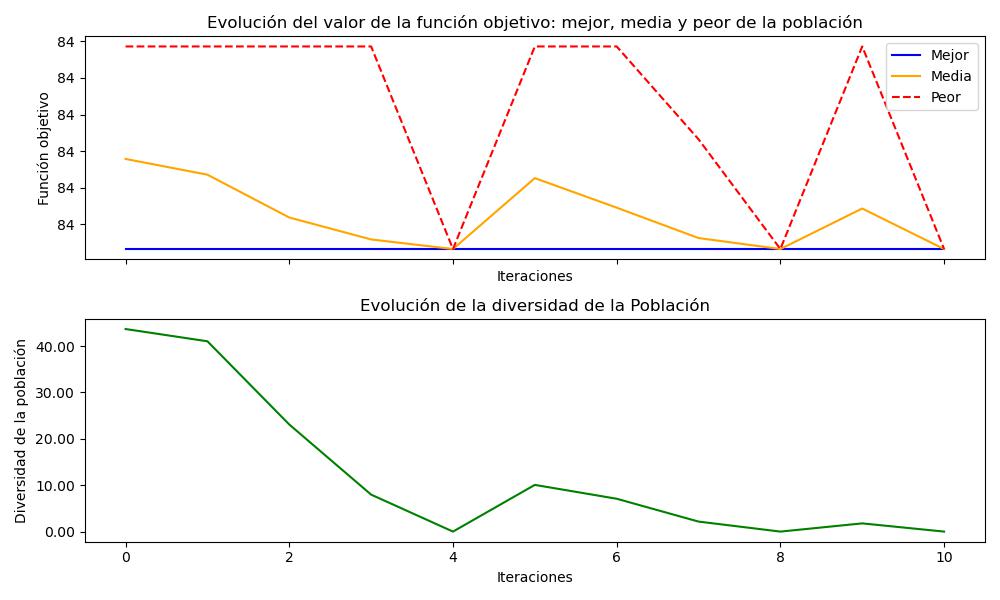 Evolución del valor de la función objetivo: mejor, media y peor de la población
84
84
84
84
84
84
Función objetivo
Mejor
Media
Peor
Iteraciones
Evolución de la diversidad de la Población
40.00
30.00
20.00
10.00
0.00
Diversidad de la población
0 2 4 6 8 10
Iteraciones